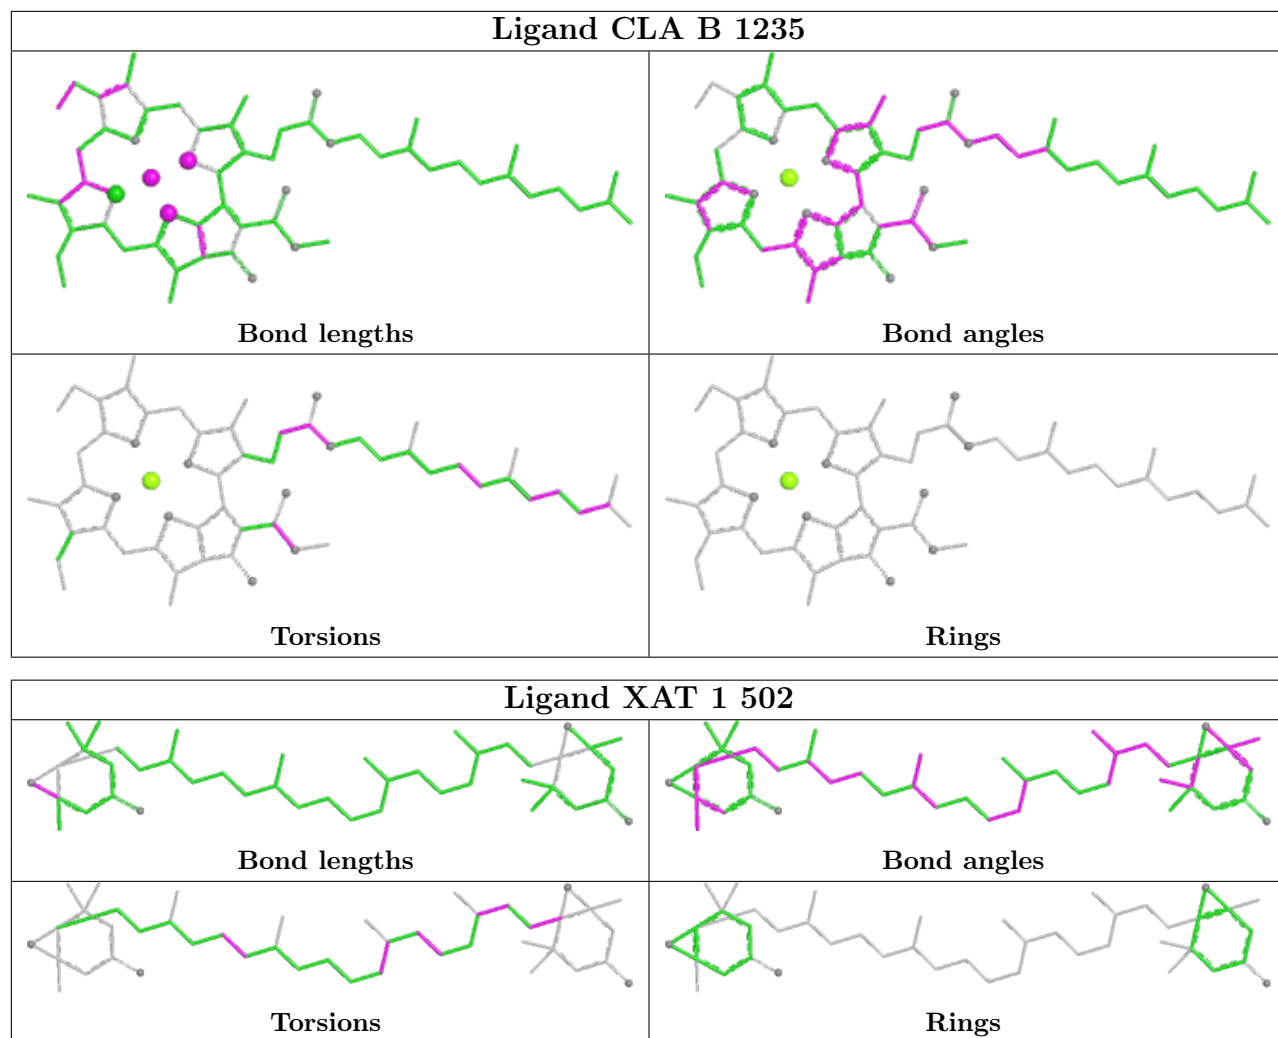 Ligand CLA B 1235
Bond lengths
Bond angles
Torsions
Rings
Ligand XAT 1 502
Bond lengths
Bond angles
Torsions
Rings